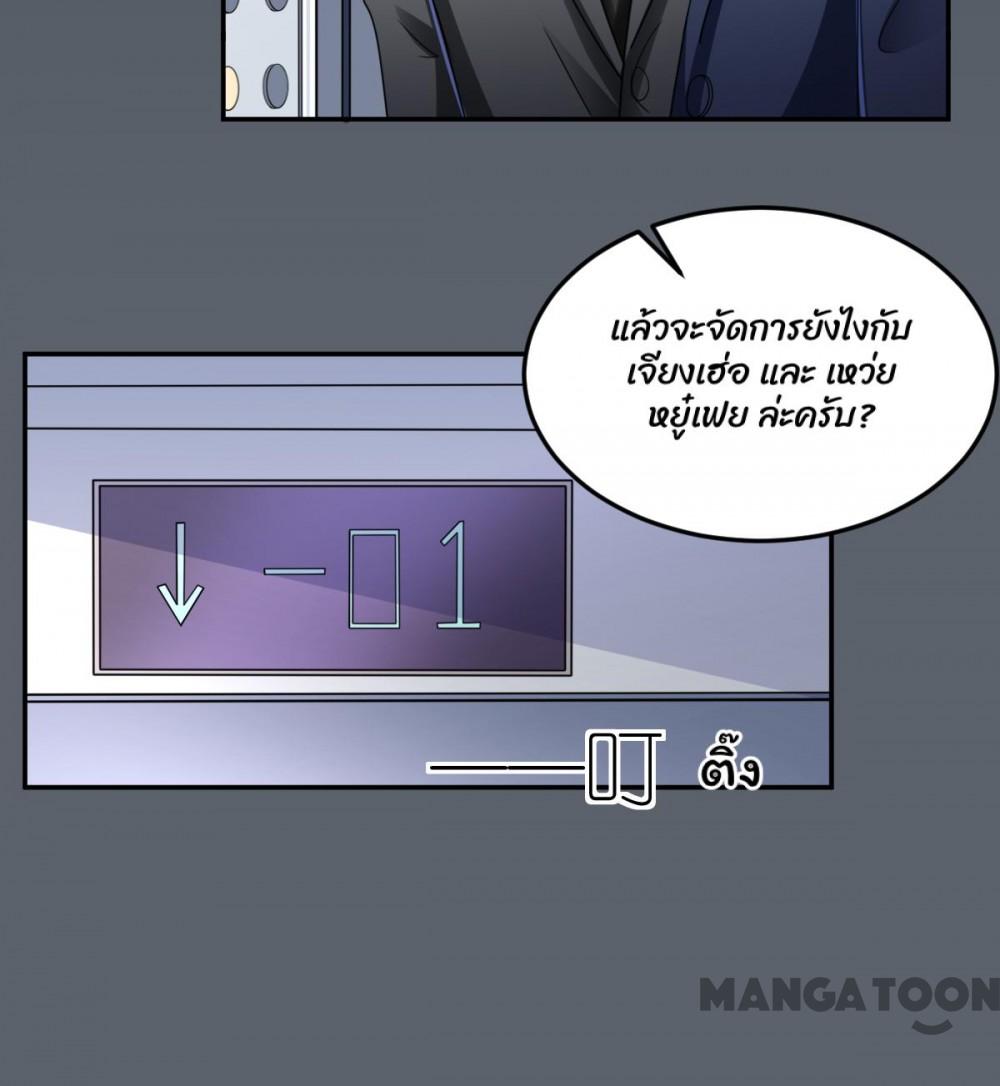 แล้วจะจัดการยังไงกับ
เจียงเฮ่อ และ เหว่ย
หยู๋เฟย ล่ะครับ?
↓-01
——叮 ติ๊ง
MANGATOON